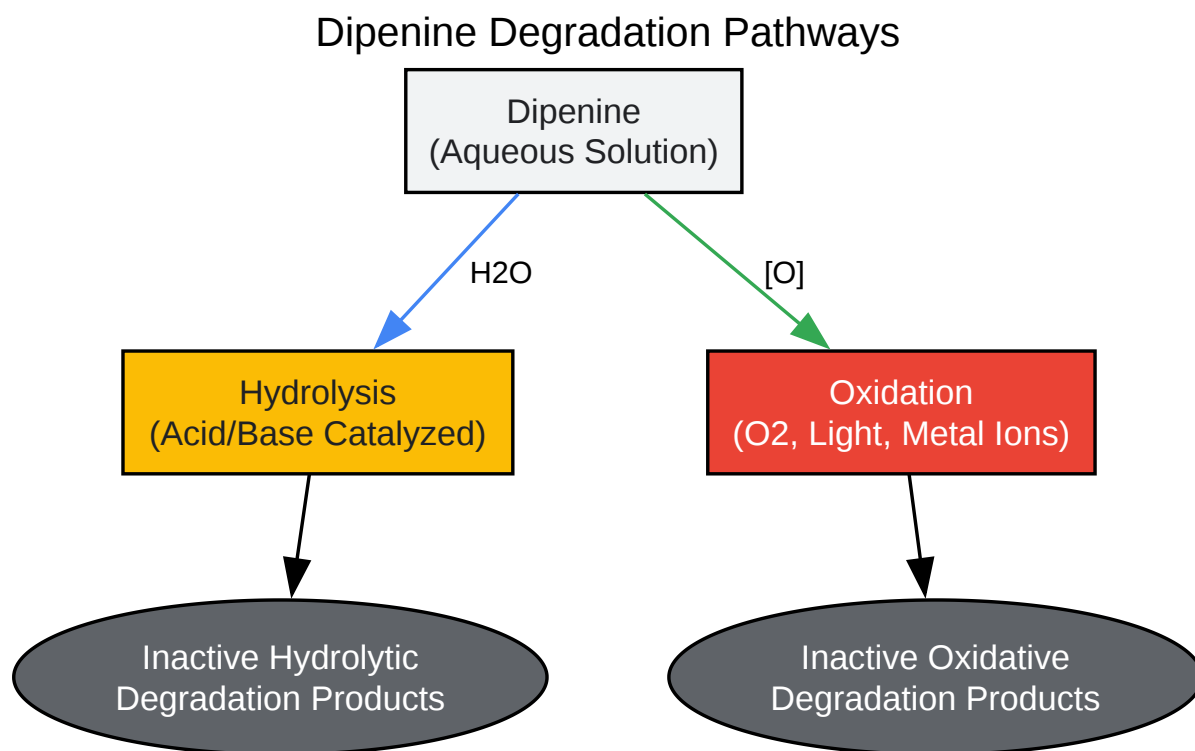 Dipenine Degradation Pathways
Dipenine
(Aqueous Solution)
H2O
[O]
Hydrolysis
(Acid/Base Catalyzed)
Oxidation
(O2, Light, Metal Ions)
Inactive Hydrolytic
Degradation Products
Inactive Oxidative
Degradation Products